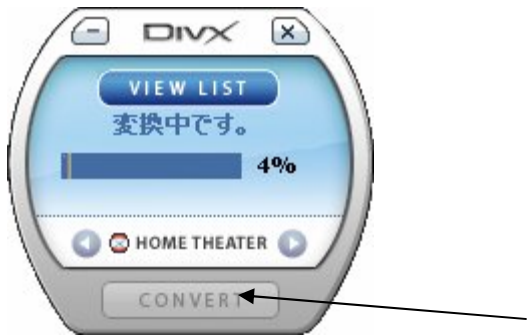 DIVX
VIEW LIST
変換中です。
4%
HOME THEATER
CONVERT